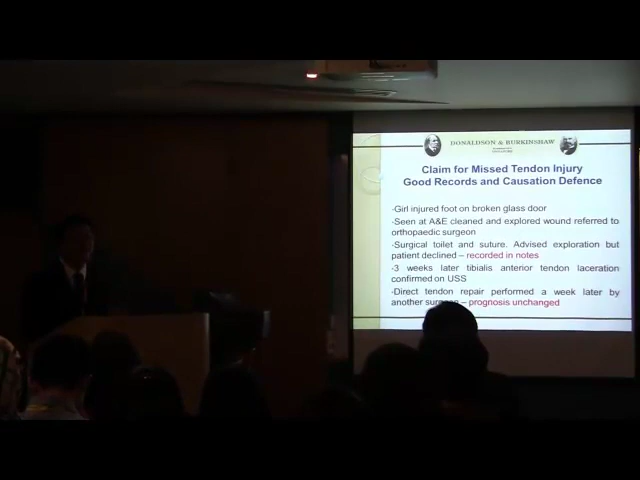 DONALDSON & BURKINSHAW
Claim for Missed Tendon Injury
Good Records and Causation Defence
-Girl injured foot on broken glass door
-Seen at A&E cleaned and explored wound referred to
orthopaedic surgeon
-Surgical toilet and suture. Advised exploration but
patient declined – recorded in notes
-3 weeks later tibialis anterior tendon laceration
confirmed on USS
-Direct tendon repair performed a week later by
another – prognosis unchanged